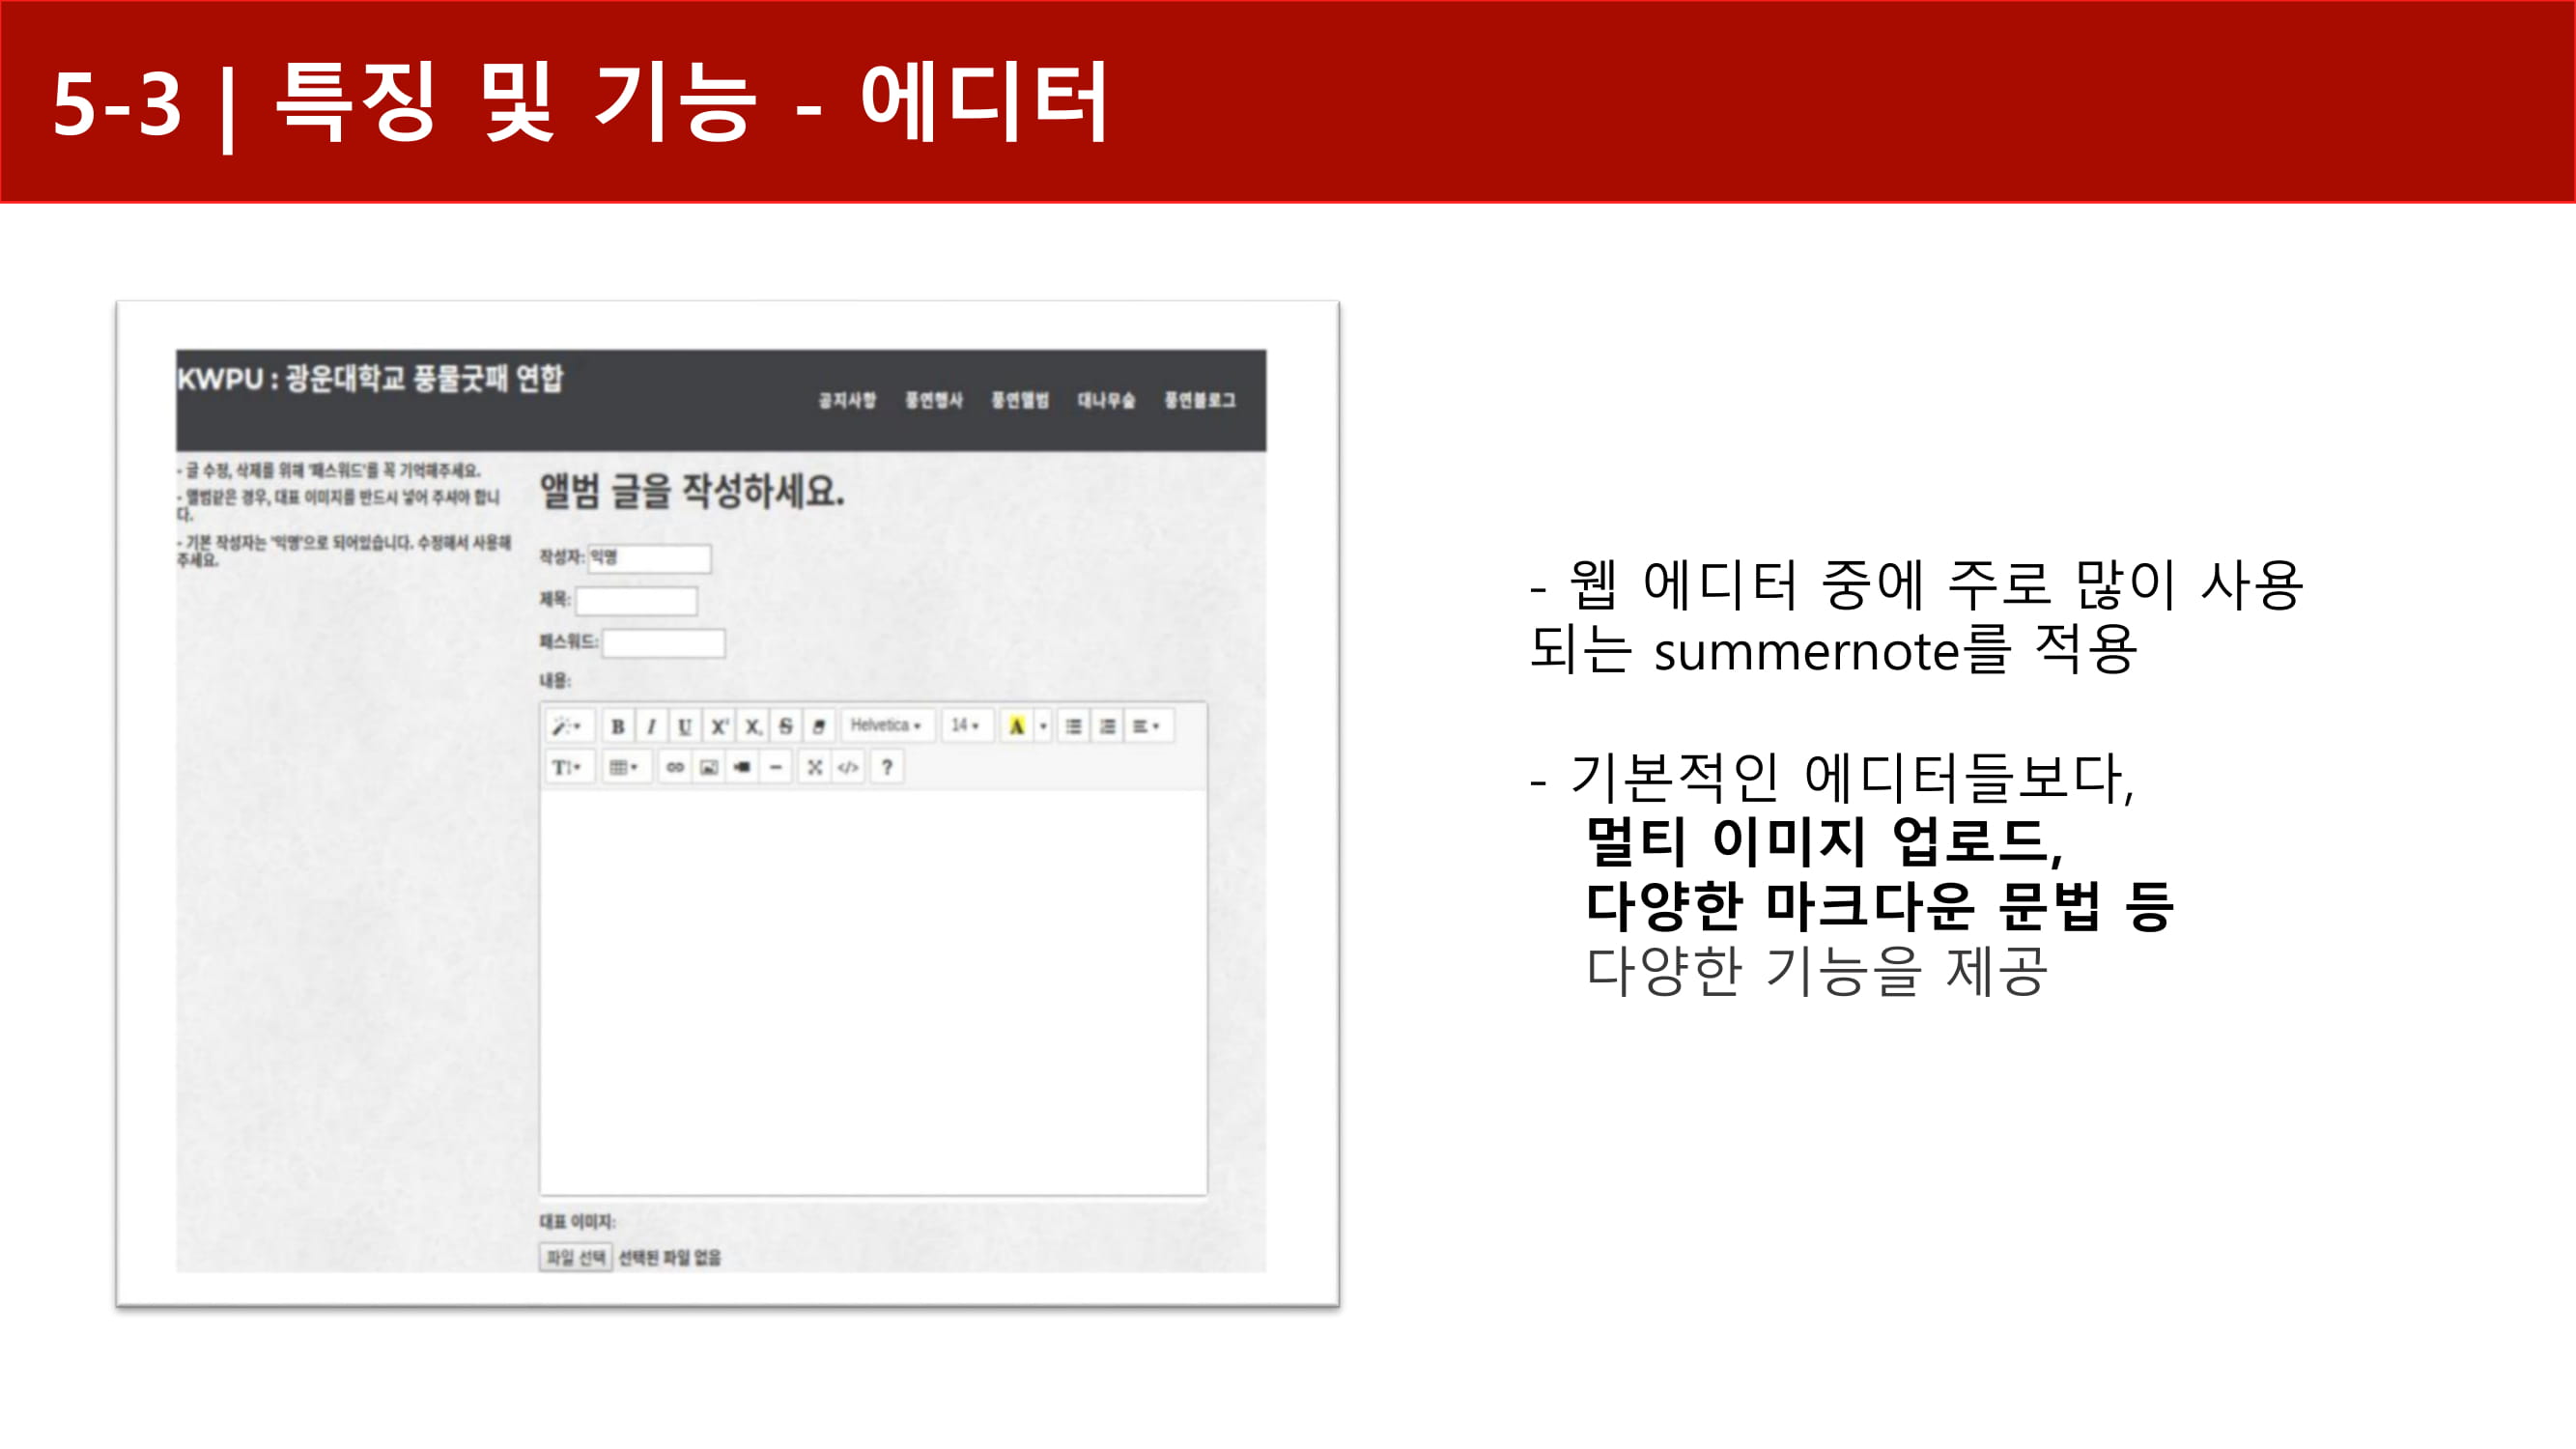 5-3 | 특징 및 기능 - 에디터
KWPU : 광운대학교 풍물굿패 연합
공지사항 풍연행사 풍연앨범 대나무숲 풍연블로그
- 글 수정, 삭제를 위해 '패스워드'를 꼭 기억해주세요.
- 앨범같은 경우, 대표 이미지를 반드시 넣어 주셔야 합니
다.
- 기본 작성자는 '익명'으로 되어있습니다. 수정해서 사용해
주세요.
앨범 글을 작성하세요.
작성자: 익명
제목:
패스워드:
내용:
B I U X² X₂ S Helvetica 14 A
T </> ?
대표 이미지:
파일 선택 선택된 파일 없음
- 웹 에디터 중에 주로 많이 사용
되는 summernote를 적용
- 기본적인 에디터들보다,
멀티 이미지 업로드,
다양한 마크다운 문법 등
다양한 기능을 제공